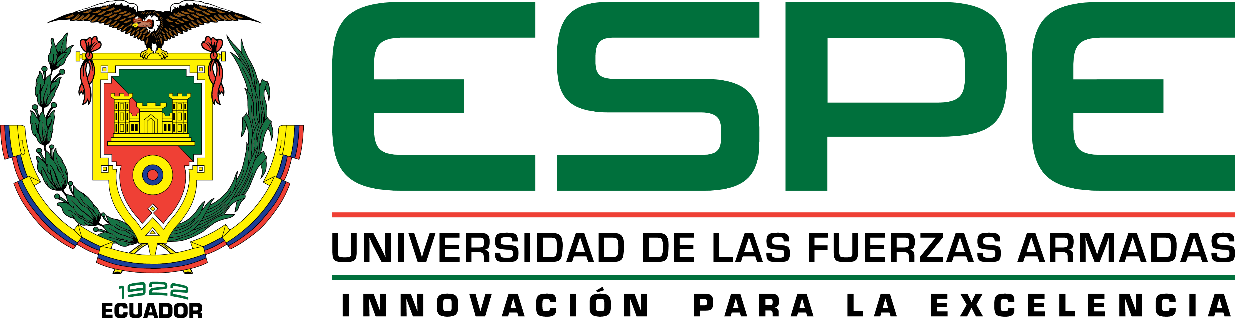 1922
ECUADOR
ESPE
UNIVERSIDAD DE LAS FUERZAS ARMADAS
INNOVACIÓN PARA LA EXCELENCIA